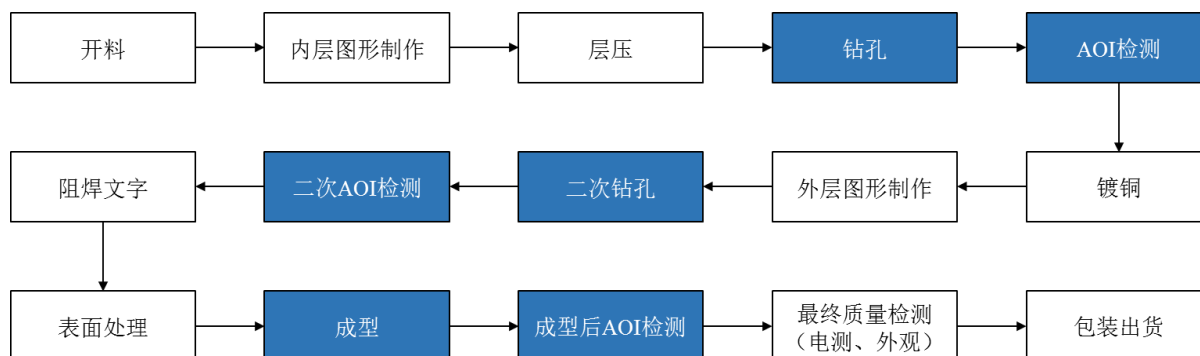 开料
内层图形制作
层压
钻孔
AOI检测
镀铜
外层图形制作
二次钻孔
二次AOI检测
阻焊文字
表面处理
成型
成型后AOI检测
最终质量检测
（电测、外观）
包装出货